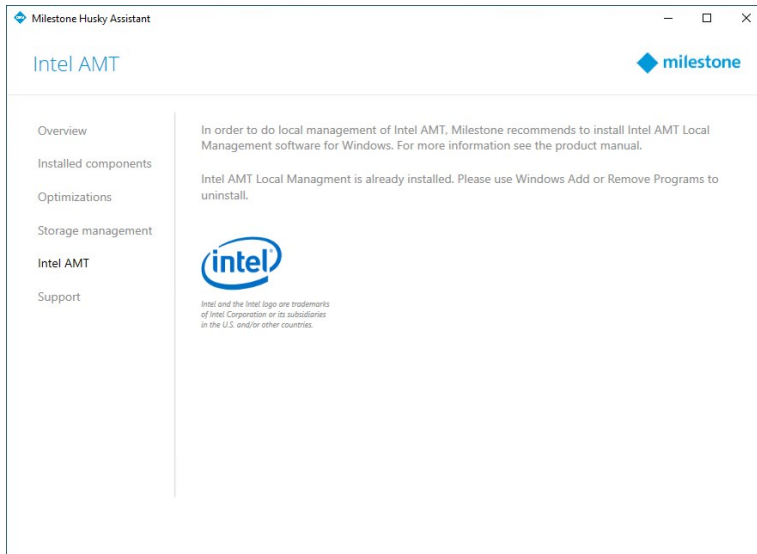 Milestone Husky Assistant
Intel AMT
milestone
Overview
Installed components
Optimizations
Storage management
Intel AMT
Support
In order to do local management of Intel AMT, Milestone recommends to install Intel AMT Local
Management software for Windows. For more information see the product manual.
Intel AMT Local Managment is already installed. Please use Windows Add or Remove Programs to
uninstall.
intel
Intel and the Intel logo are trademarks
of Intel Corporation or its subsidiaries
in the U.S. and/or other countries.